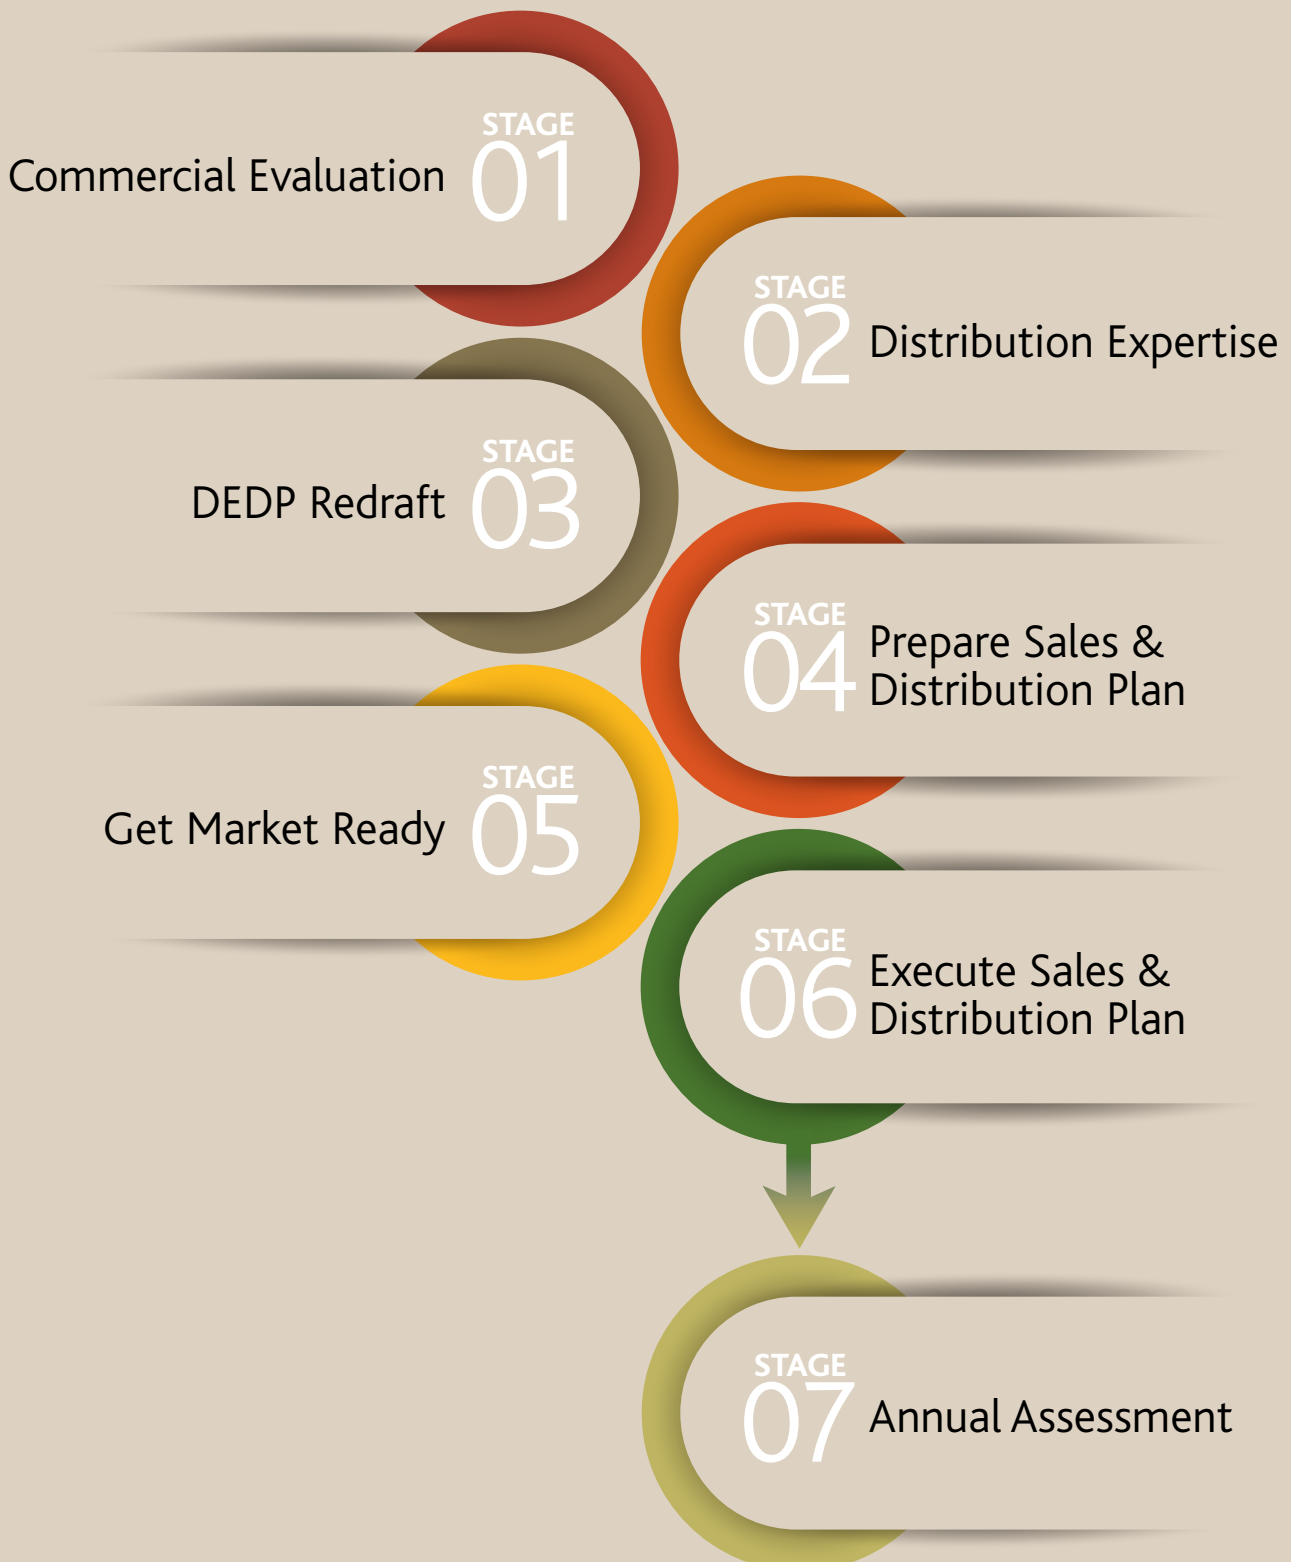 STAGE
01
Commercial Evaluation
STAGE
02
Distribution Expertise
STAGE
03
DEDP Redraft
STAGE
04
Prepare Sales &
Distribution Plan
STAGE
05
Get Market Ready
STAGE
06
Execute Sales &
Distribution Plan
STAGE
07
Annual Assessment